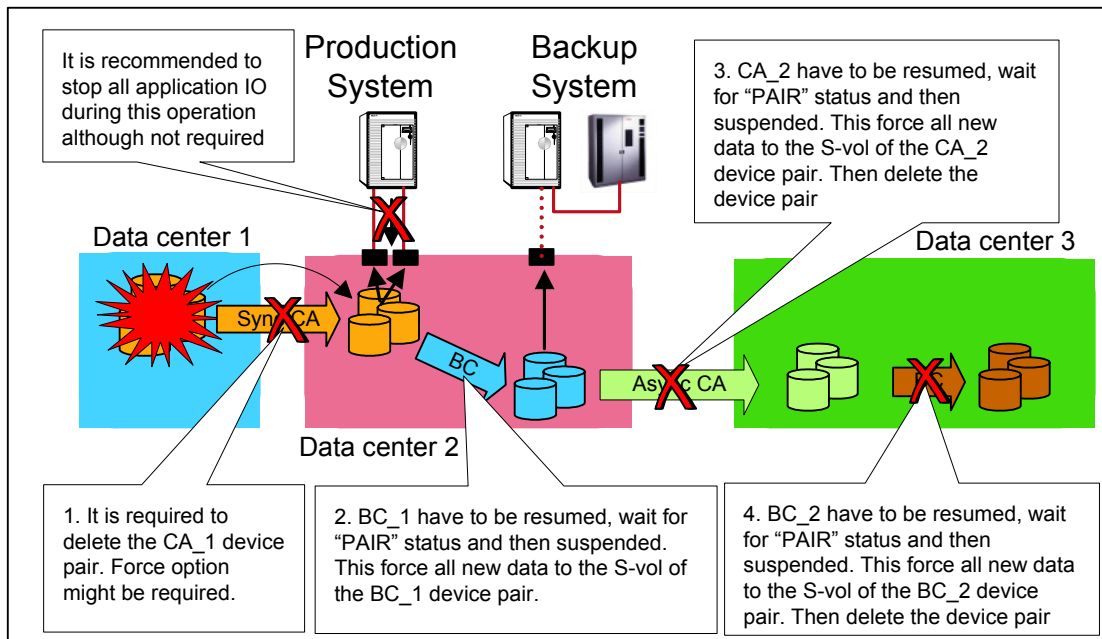 It is recommended to
stop all application IO
during this operation
although not required
Production
System
Backup
System
3. CA_2 have to be resumed, wait
for “PAIR” status and then
suspended. This force all new
data to the S-vol of the CA_2
device pair. Then delete the
device pair
Data center 1
Data center 3
Sync CA
BC
Async CA
BC
Data center 2
1. It is required to
delete the CA_1 device
pair. Force option
might be required.
2. BC_1 have to be resumed, wait for
“PAIR” status and then suspended.
This force all new data to the S-vol of
the BC_1 device pair.
4. BC_2 have to be resumed, wait
for “PAIR” status and then
suspended. This force all new data
to the S-vol of the BC_2 device
pair. Then delete the device pair